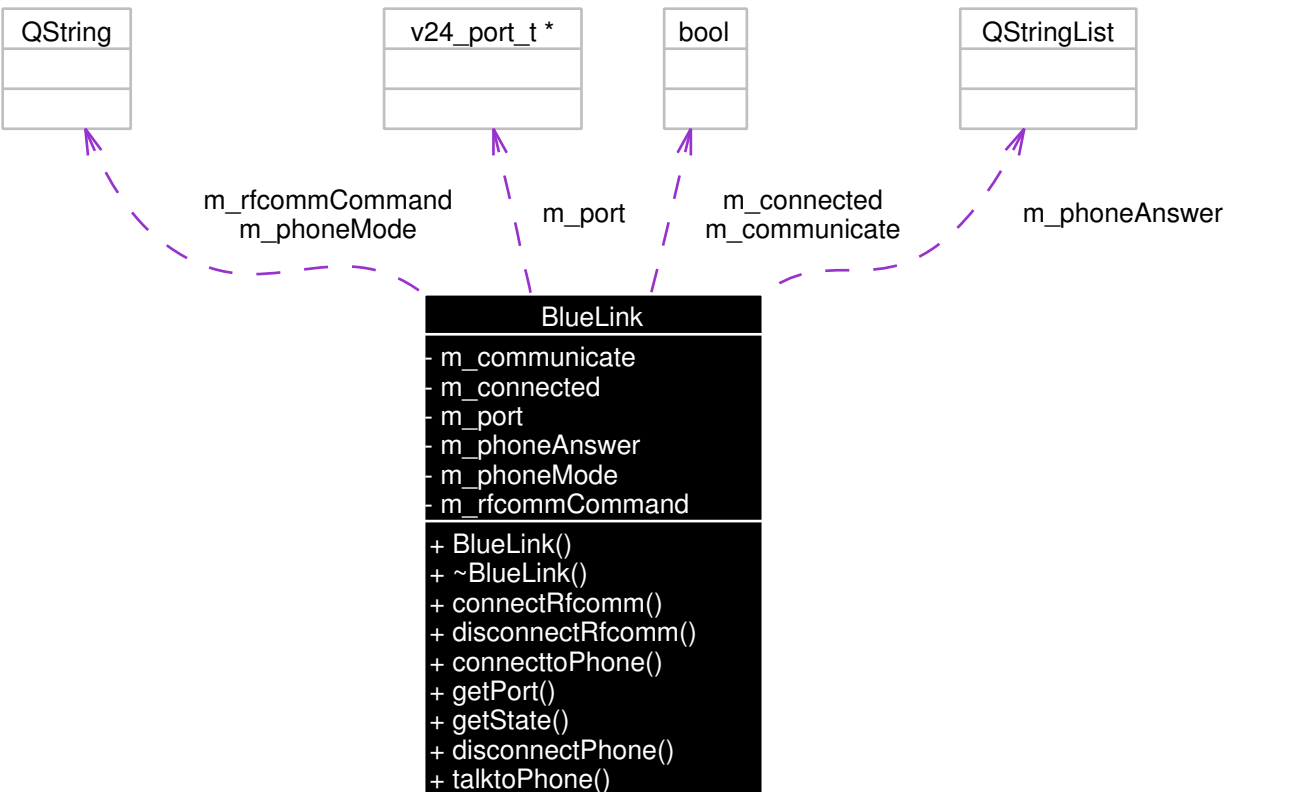 QString
v24_port_t *
bool
QStringList
m_rfcommCommand
m_phoneMode
m_port
m_connected
m_communicate
m_phoneAnswer
BlueLink
- m_communicate
- m_connected
- m_port
- m_phoneAnswer
- m_phoneMode
- m_rfcommCommand
+ BlueLink()
+ ~BlueLink()
+ connectRfcomm()
+ disconnectRfcomm()
+ connecttoPhone()
+ getPort()
+ getState()
+ disconnectPhone()
+ talktoPhone()